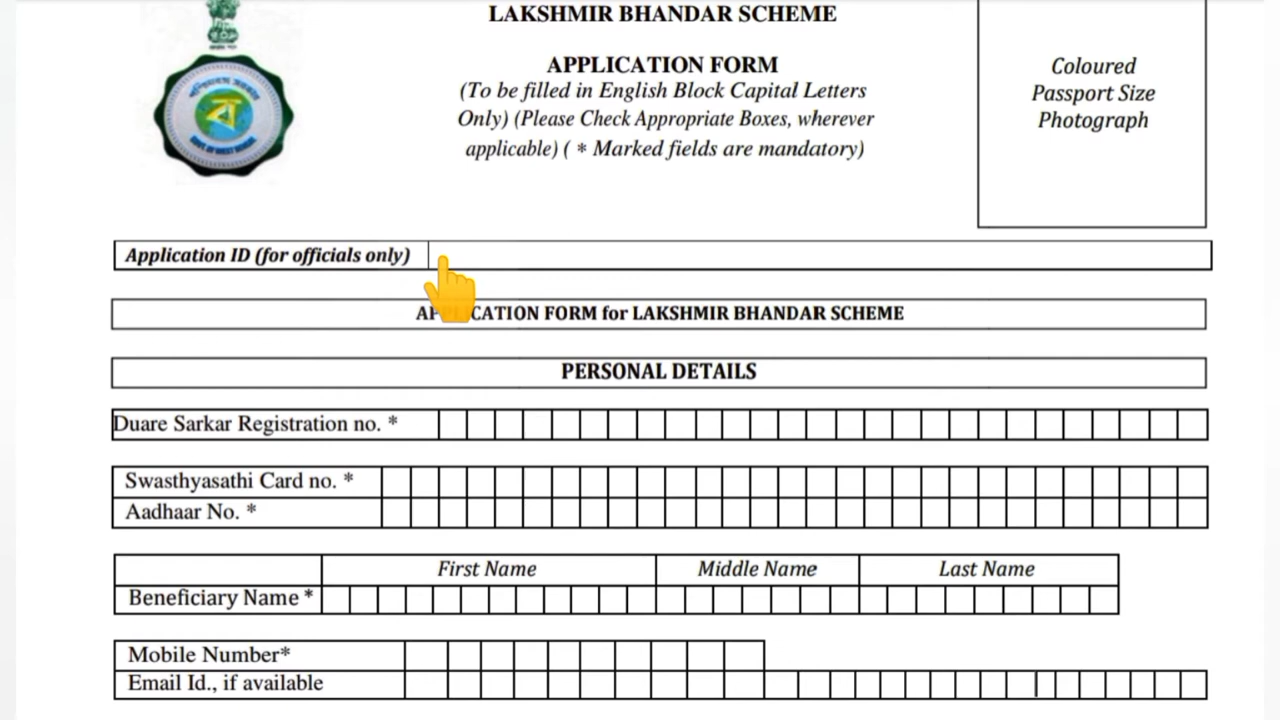 LAKSHMIR BHANDAR SCHEME
APPLICATION FORM
(To be filled in English Block Capital Letters
Only) (Please Check Appropriate Boxes, wherever
applicable) ( * Marked fields are mandatory)
Coloured
Passport Size
Photograph
Application ID (for officials only)
FORM for LAKSHMIR BHANDAR SCHEME
PERSONAL DETAILS
Duare Sarkar Registration no. *
Swasthyasathi Card no. *
Aadhaar No. *
First Name Middle Name Last Name
Beneficiary Name *
Mobile Number*
Email Id., if available